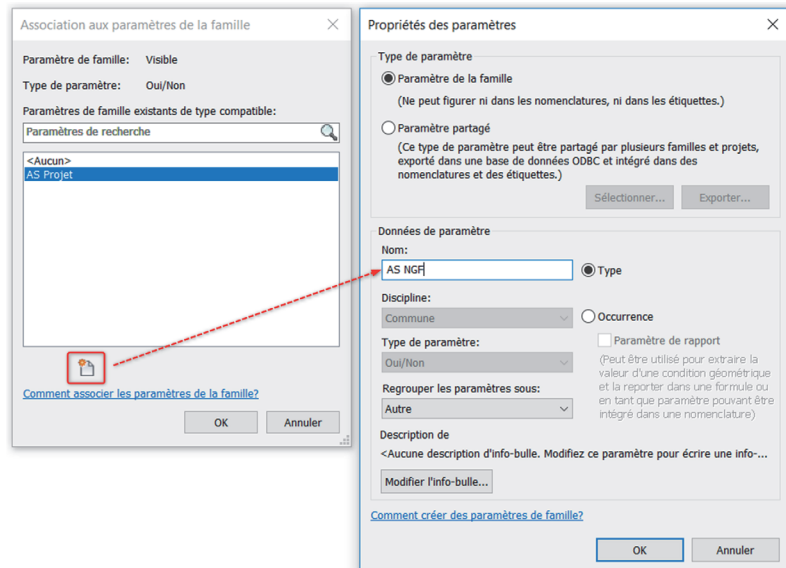 Association aux paramètres de la famille
Paramètre de famille: Visible
Type de paramètre: Oui/Non
Paramètres de famille existants de type compatible:
Paramètres de recherche
<Aucun>
AS Projet
Comment associer les paramètres de la famille?
OK
Annuler
Propriétés des paramètres
Type de paramètre
Paramètre de la famille
(Ne peut figurer ni dans les nomenclatures, ni dans les étiquettes.)
Paramètre partagé
(Ce type de paramètre peut être partagé par plusieurs familles et projets,
exporté dans une base de données ODBC et intégré dans des
nomenclatures et des étiquettes.)
Sélectionner...
Exporter...
Données de paramètre
Nom:
AS NGF
Type
Discipline:
Commune
Occurrence
Type de paramètre:
Paramètre de rapport
Oui/Non
(Peut être utilisé pour extraire la
valeur d'une condition géométrique
et la reporter dans une formule ou
en tant que paramètre pouvant être
intégré dans une nomenclature)
Regrouper les paramètres sous:
Autre
Description de
<Aucune description d'info-bulle. Modifiez ce paramètre pour écrire une info-...
Modifier l'info-bulle...
Comment créer des paramètres de famille?
OK
Annuler